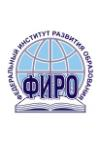 ФЕДЕРАЛЬНЫЙ ИНСТИТУТ РАЗВИТИЯ ОБРАЗОВАНИЯ
ФИРО